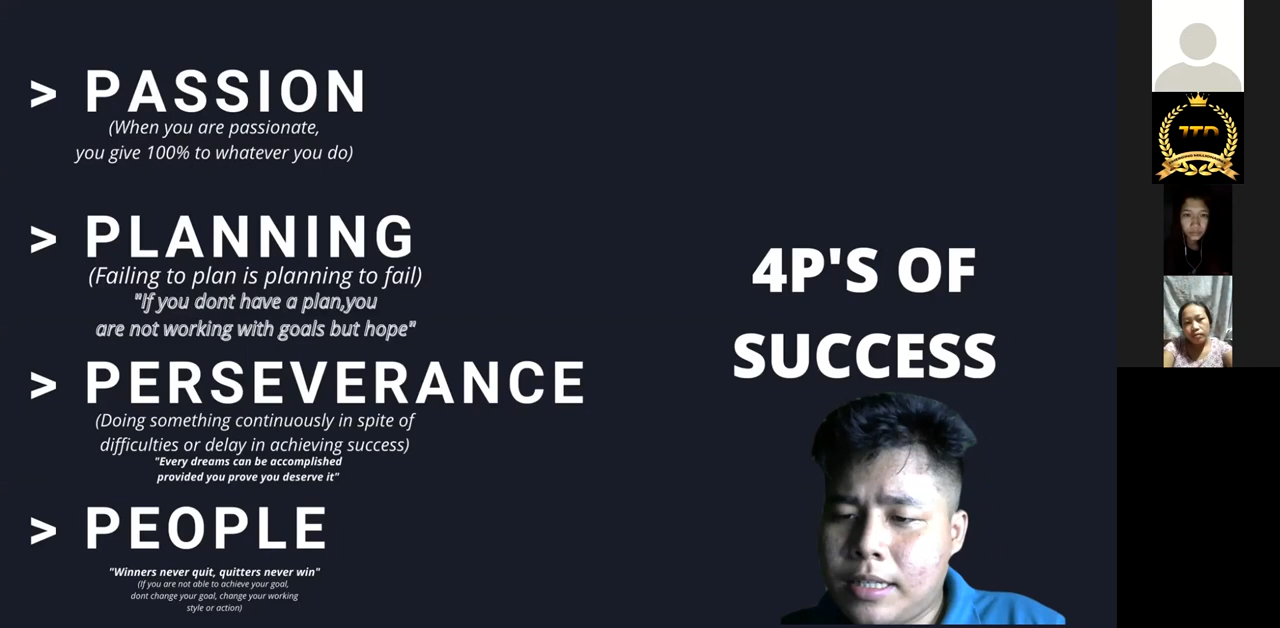 > PASSION
(When you are passionate,
you give 100% to whatever you do)
> PLANNING
(Failing to plan is planning to fail)
"If you dont have a plan,you
are not working with goals but hope"
> PERSEVERANCE
(Doing something continuously in spite of
difficulties or delay in achieving success)
"Every dreams can be accomplished
provided you prove you deserve it"
> PEOPLE
"Winners never quit, quitters never win"
(If you are not able to achieve your goal,
dont change your goal, change your working
style or action)
4P'S OF
SUCCESS